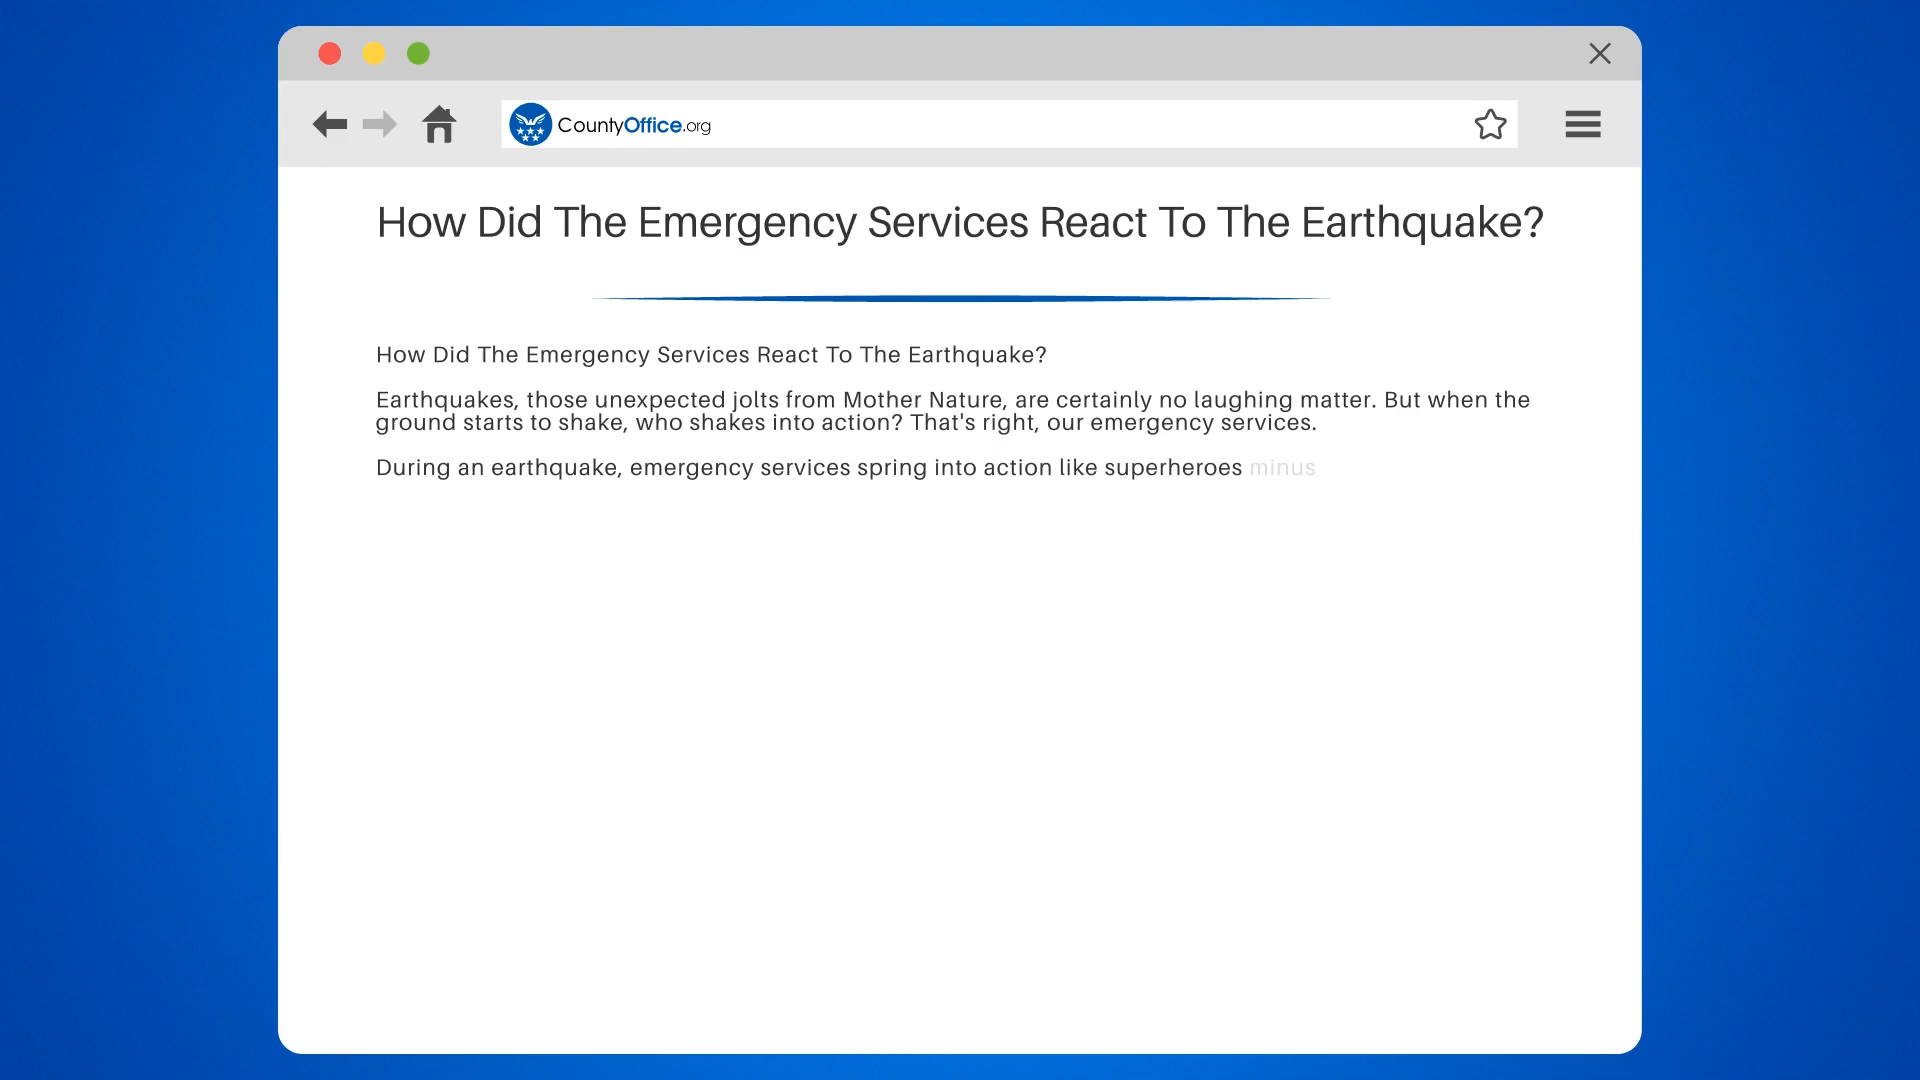 CountyOffice.org
How Did The Emergency Services React To The Earthquake?
How Did The Emergency Services React To The Earthquake?
Earthquakes, those unexpected jolts from Mother Nature, are certainly no laughing matter. But when the
ground starts to shake, who shakes into action? That's right, our emergency services.
During an earthquake, emergency services spring into action like superheroes minus